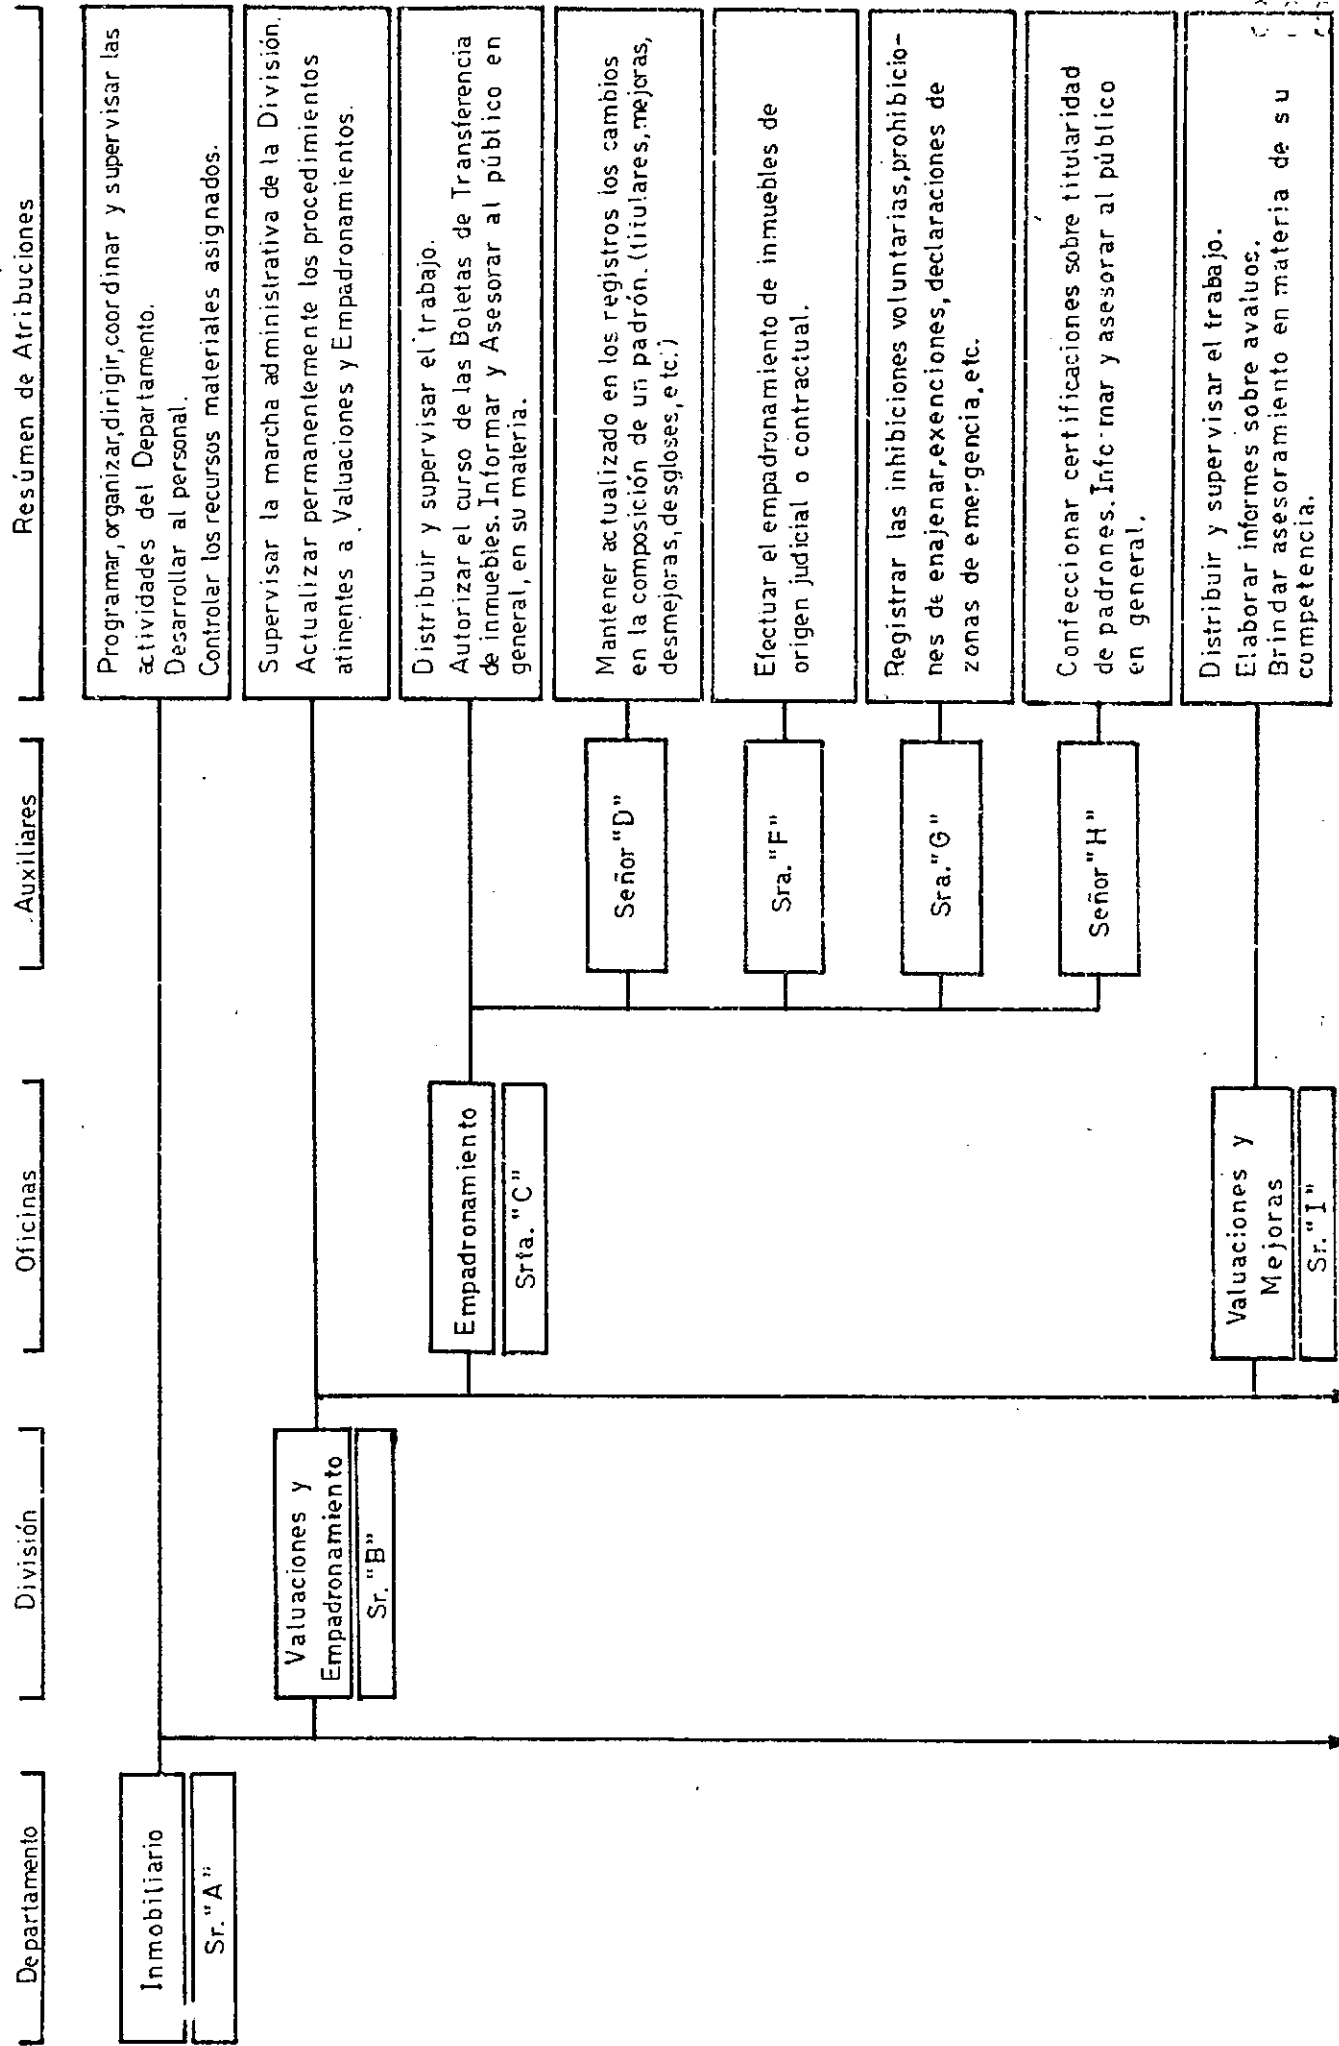 Departamento
División
Oficinas
Auxiliares
Resúmen de Atribuciones
Inmobiliario
Sr. "A"
Programar, organizar, dirigir, coordinar y supervisar las
actividades del Departamento.
Desarrollar al personal.
Controlar los recursos materiales asignados.
Valuaciones y
Empadronamiento
Sr. "B"
Supervisar la marcha administrativa de la División.
Actualizar permanentemente los procedimientos
atinentes a Valuaciones y Empadronamientos.
Empadronamiento
Srta. "C"
Distribuir y supervisar el trabajo.
Autorizar el curso de las Boletas de Transferencia
de inmuebles. Informar y Asesorar al público en
general, en su materia.
Señor "D"
Mantener actualizado en los registros los cambios
en la composición de un padrón. (titulares, mejoras,
desmejoras, desgloses, etc.)
Sra. "F"
Efectuar el empadronamiento de inmuebles de
origen judicial o contractual.
Sra. "G"
Registrar las inhibiciones voluntarias, prohibicio-
nes de enajenar, exenciones, declaraciones de
zonas de emergencia, etc.
Señor "H"
Confeccionar certificaciones sobre titularidad
de padrones. Informar y asesorar al público
en general.
Valuaciones y
Mejoras
Sr. "I"
Distribuir y supervisar el trabajo.
Elaborar informes sobre avaluos.
Brindar asesoramiento en materia de su
competencia.